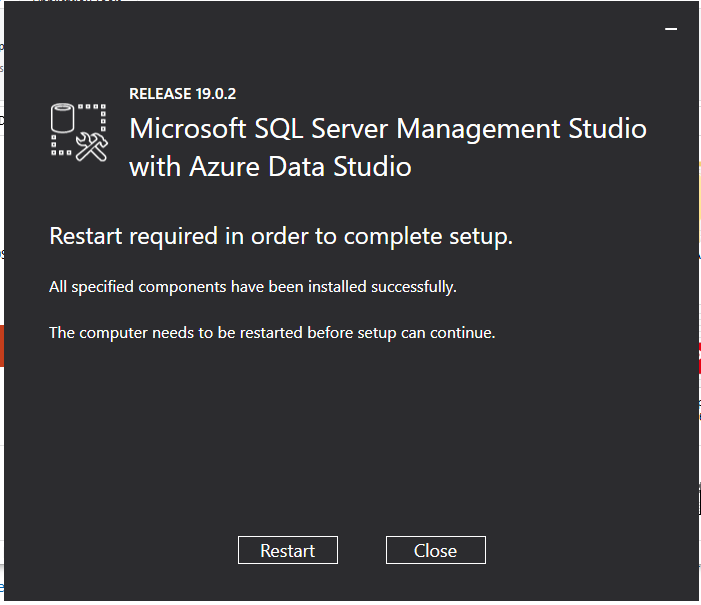 RELEASE 19.0.2
Microsoft SQL Server Management Studio
with Azure Data Studio
Restart required in order to complete setup.
All specified components have been installed successfully.
The computer needs to be restarted before setup can continue.
Restart
Close